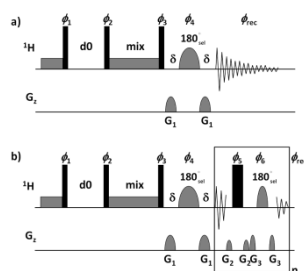 a) ϕ1 ϕ2 ϕ3 ϕ4 ϕrec
180°sel
1H d0 mix δ δ
Gz
G1 G1
b) ϕ1 ϕ2 ϕ3 ϕ4 ϕ5 ϕ6 ϕre
180°sel 180°sel
1H d0 mix δ δ
Gz
G1 G1 G2 G2 G3 G3
n